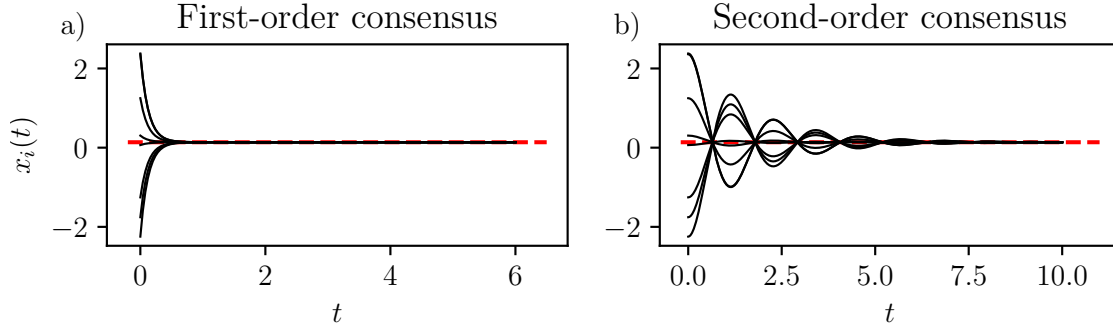 a) First-order consensus
x_i(t)
2
0
−2
0 2 4 6
t
b) Second-order consensus
2
0
−2
0.0 2.5 5.0 7.5 10.0
t